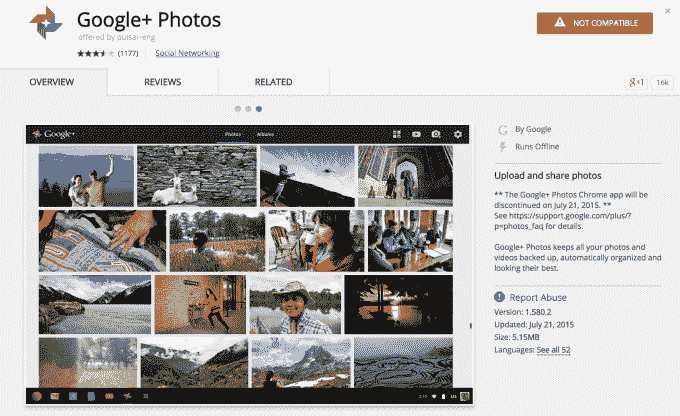 Google+ Photos
offered by pulsar-eng
(1177) Social Networking
NOT COMPATIBLE
OVERVIEW REVIEWS RELATED
g+1 16k
Google+ Photos Albums
By Google
Runs Offline
Upload and share photos
** The Google+ Photos Chrome app will be
discontinued on July 21, 2015. **
See https://support.google.com/plus/?
p=photos_faq for details.
Google+ Photos keeps all your photos and
videos backed up, automatically organized and
looking their best.
Report Abuse
Version: 1.580.2
Updated: July 21, 2015
Size: 5.15MB
Languages: See all 52